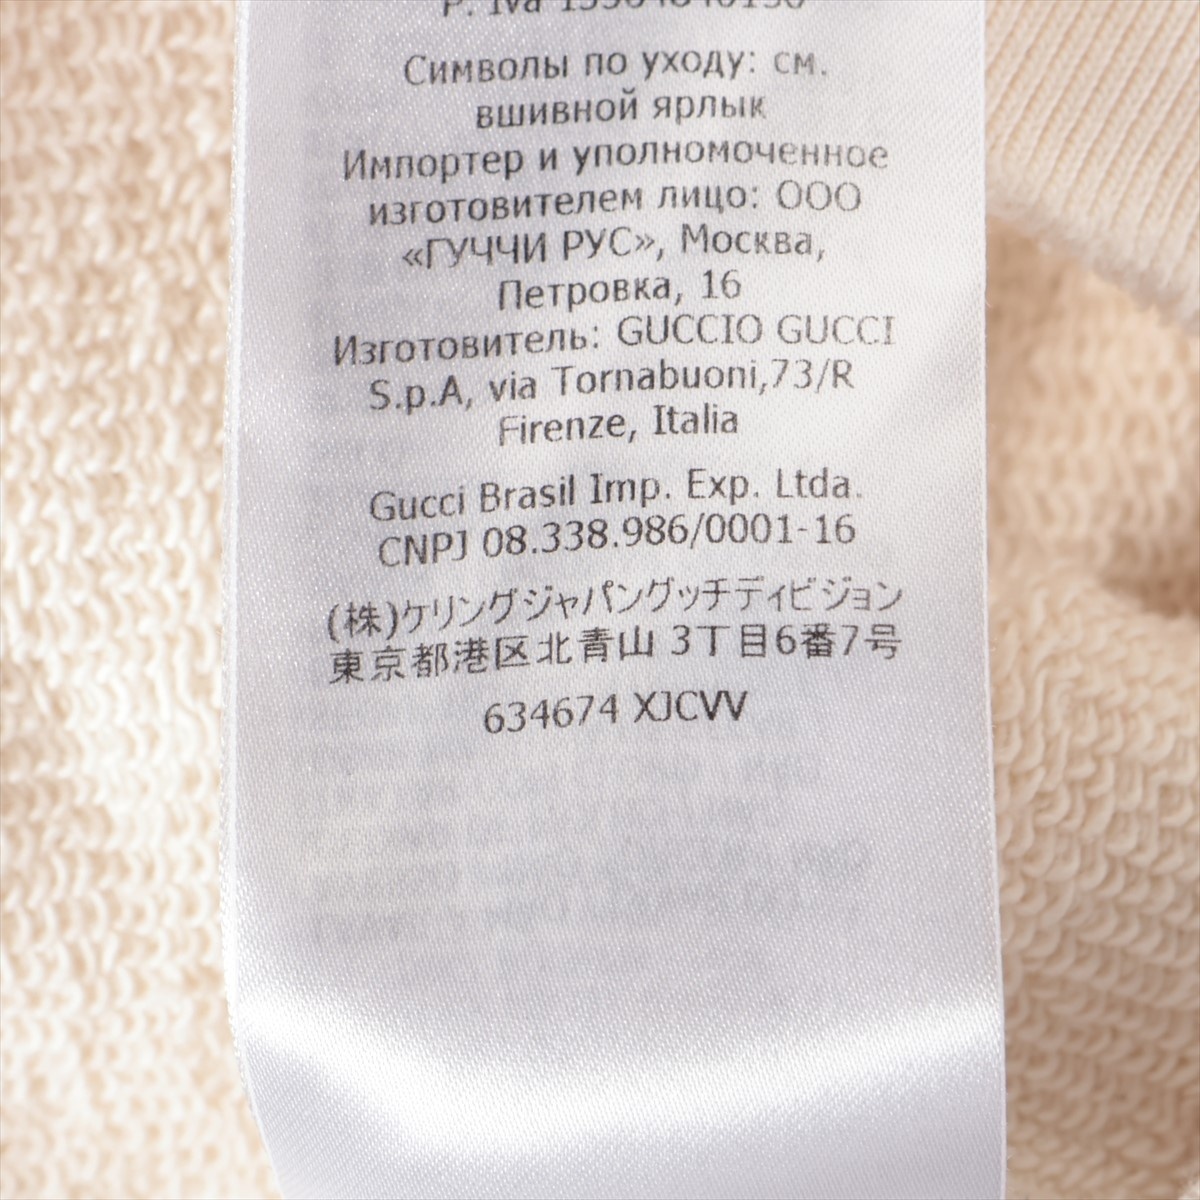 P. Iva
Символы по уходу: см.
вшивной ярлык
Импортер и уполномоченное
изготовителем лицо: ООО
«ГУЧЧИ РУС», Москва,
Петровка, 16
Изготовитель: GUCCIO GUCCI
S.p.A, via Tornabuoni,73/R
Firenze, Italia
Gucci Brasil Imp. Exp. Ltda.
CNPJ 08.338.986/0001-16
(株)ケリングジャパングッチディビジョン
東京都港区北青山 3丁目6番7号
634674 XJCVV